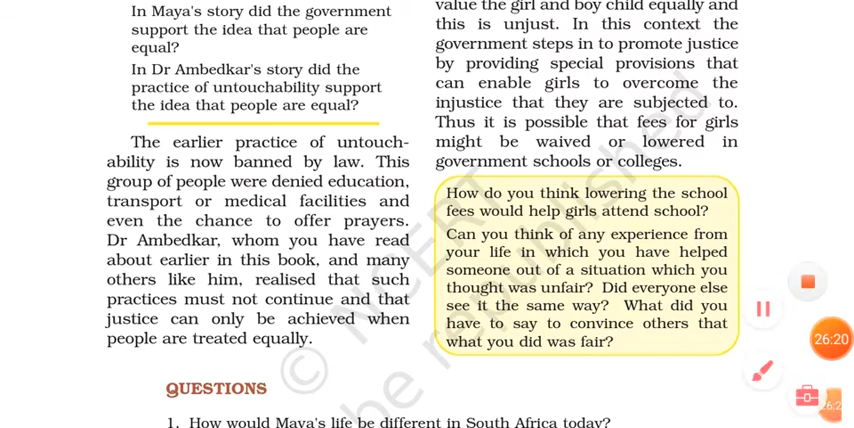 In Maya's story did the government
support the idea that people are
equal?
In Dr Ambedkar's story did the
practice of untouchability support
the idea that people are equal?
The earlier practice of untouch-
ability is now banned by law. This
group of people were denied education,
transport or medical facilities and
even the chance to offer prayers.
Dr Ambedkar, whom you have read
about earlier in this book, and many
others like him, realised that such
practices must not continue and that
justice can only be achieved when
people are treated equally.
value the girl and boy child equally and
this is unjust. In this context the
government steps in to promote justice
by providing special provisions that
can enable girls to overcome the
injustice that they are subjected to.
Thus it is possible that fees for girls
might be waived or lowered in
government schools or colleges.
How do you think lowering the school
fees would help girls attend school?
Can you think of any experience from
your life in which you have helped
someone out of a situation which you
thought was unfair? Did everyone else
see it the same way? What did you
have to say to convince others that
what you did was fair?
QUESTIONS
1. How would Maya's life be different in South Africa today?
© NCERT
be republished
26:20
26:2